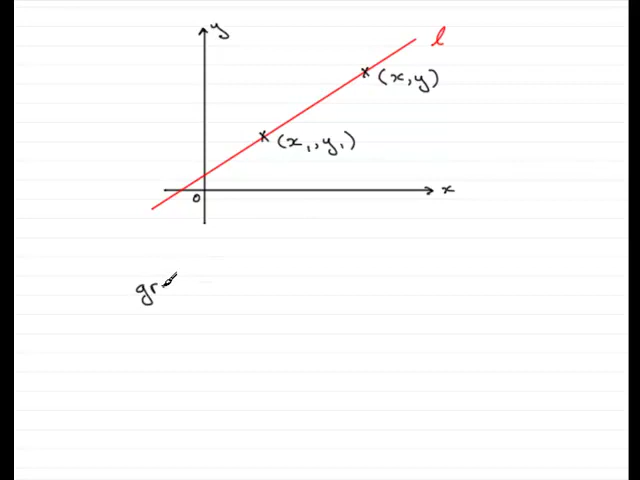 y
l
(x, y)
(x₁, y₁)
x
0
gr